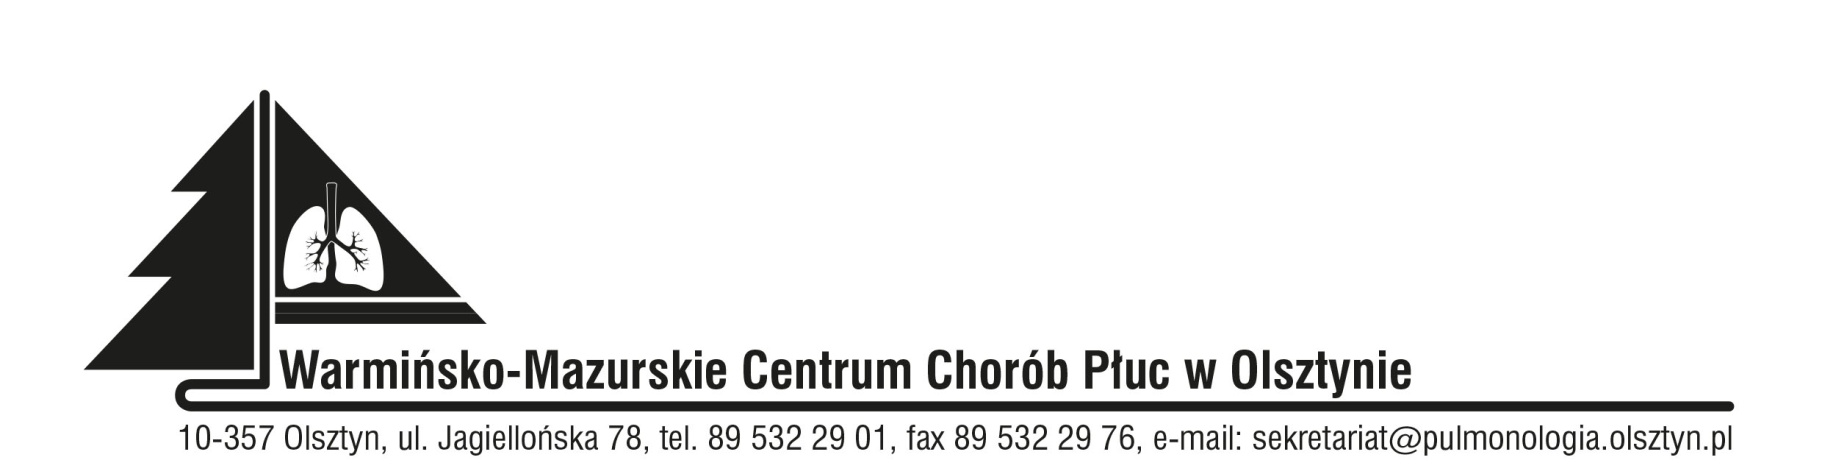 Warmińsko-Mazurskie Centrum Chorób Płuc w Olsztynie
10-357 Olsztyn, ul. Jagiellońska 78, tel. 89 532 29 01, fax 89 532 29 76, e-mail: sekretariat@pulmonologia.olsztyn.pl